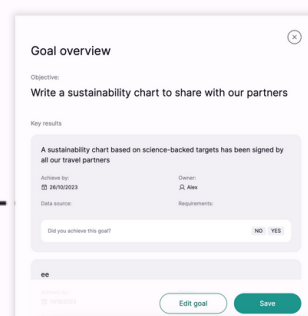 Goal overview
Objective:
Write a sustainability chart to share with our partners
Key results
A sustainability chart based on science-backed targets has been signed by
all our travel partners
Achieve by:
Owner:
26/10/2023
Alex
Data source:
Requirements:
Did you achieve this goal?
NO YES
ee
Edit goal
Save